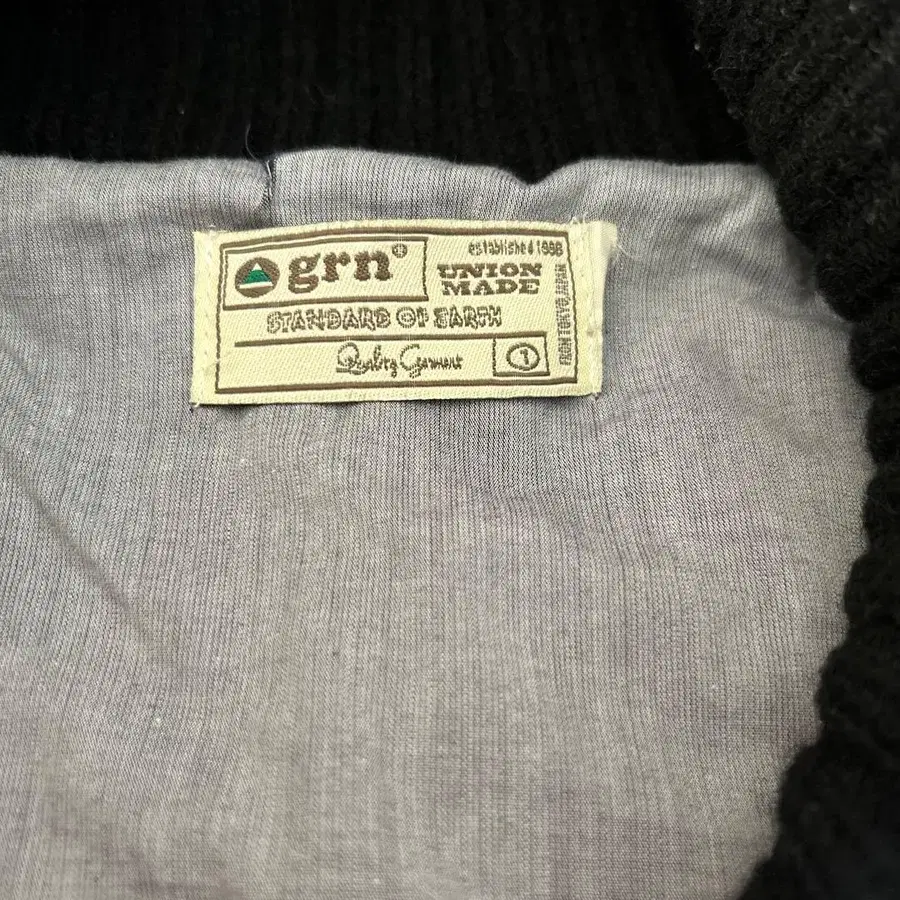 grn®
established 1998
UNION
MADE
STANDARD OF EARTH
Quality Garment
1
FROM TOKYO, JAPAN